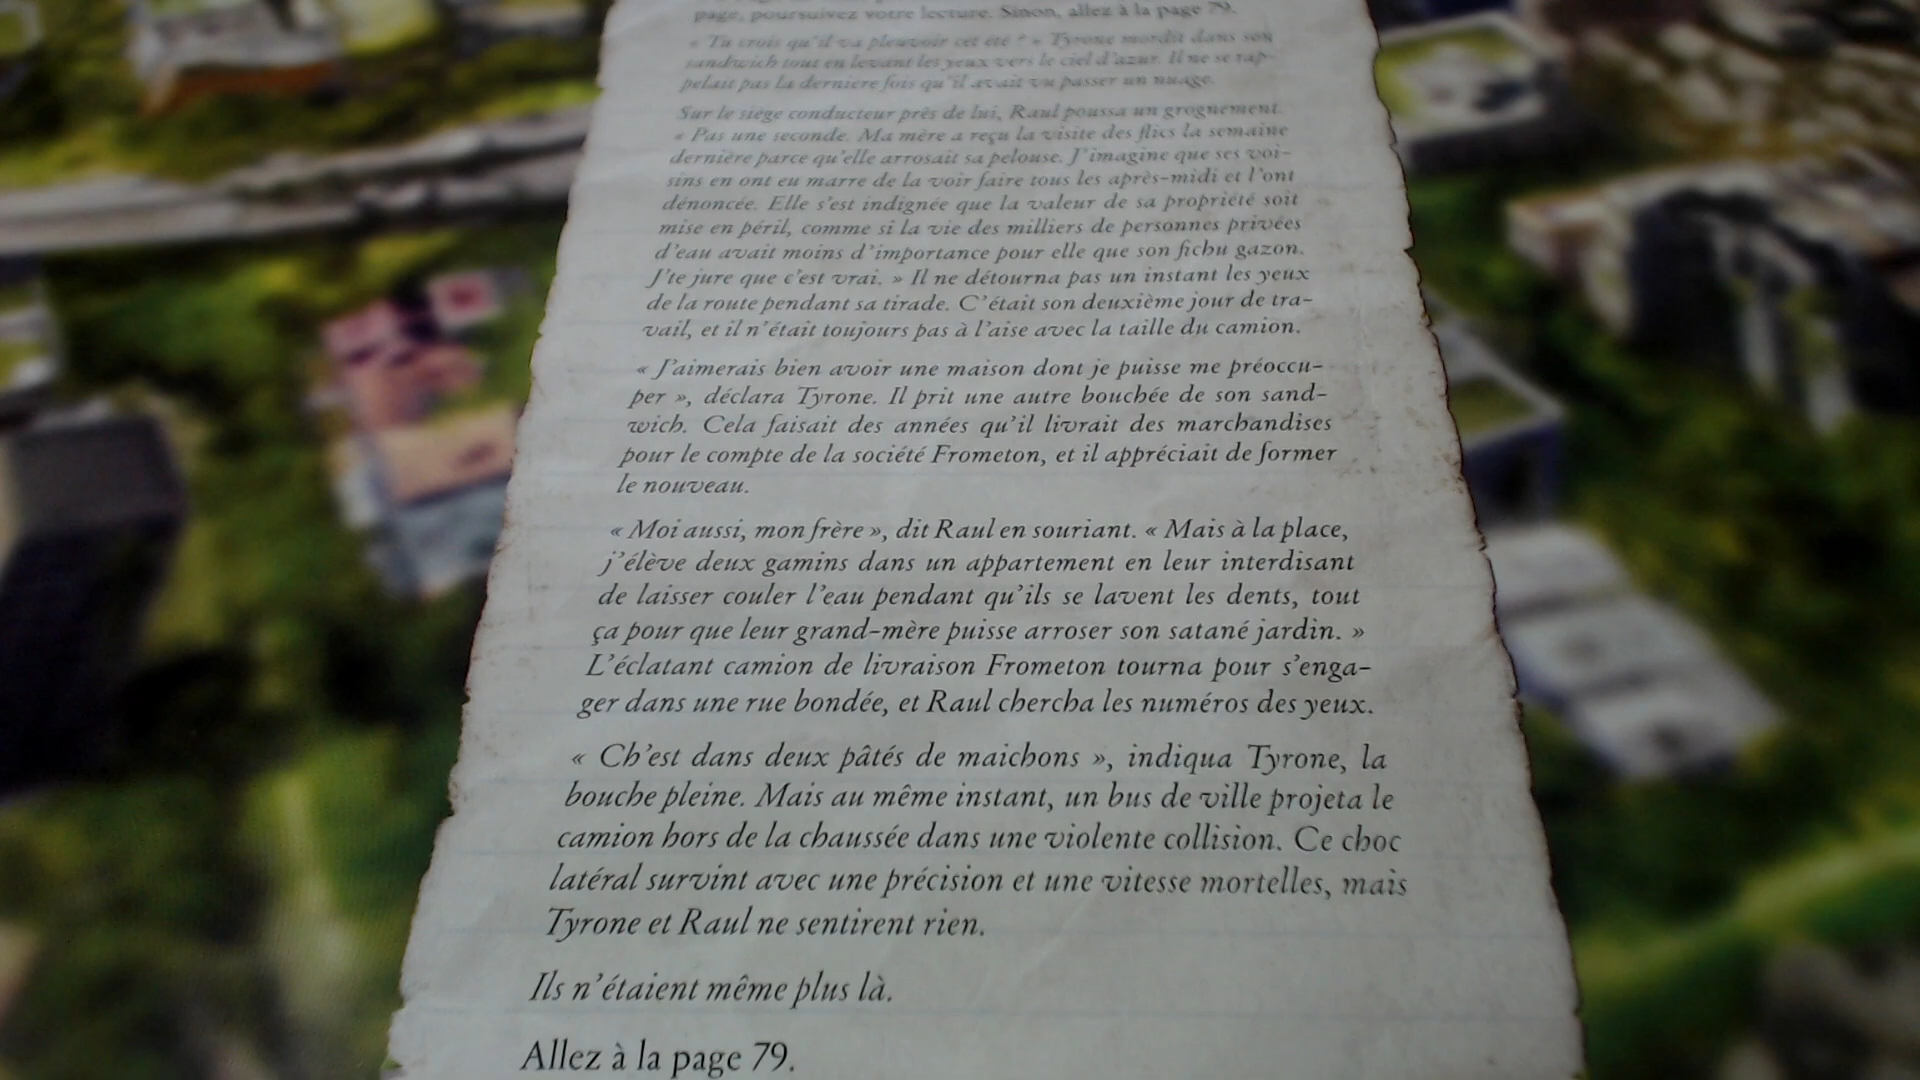 page, poursuivez votre lecture. Sinon, allez à la page 79.
« Tu crois qu'il va pleuvoir cet été ? » Tyrone mordit dans son
sandwich tout en levant les yeux vers le ciel d'azur. Il ne se rap-
pelait pas la dernière fois qu'il avait vu passer un nuage.
Sur le siège conducteur près de lui, Raul poussa un grognement.
« Pas une seconde. Ma mère a reçu la visite des flics la semaine
dernière parce qu'elle arrosait sa pelouse. J'imagine que ses voi-
sins en ont eu marre de la voir faire tous les après-midi et l'ont
dénoncée. Elle s'est indignée que la valeur de sa propriété soit
mise en péril, comme si la vie des milliers de personnes privées
d'eau avait moins d'importance pour elle que son fichu gazon.
J'te jure que c'est vrai. » Il ne détourna pas un instant les yeux
de la route pendant sa tirade. C'était son deuxième jour de tra-
vail, et il n'était toujours pas à l'aise avec la taille du camion.
« J'aimerais bien avoir une maison dont je puisse me préoccu-
per », déclara Tyrone. Il prit une autre bouchée de son sand-
wich. Cela faisait des années qu'il livrait des marchandises
pour le compte de la société Frometon, et il appréciait de former
le nouveau.
« Moi aussi, mon frère », dit Raul en souriant. « Mais à la place,
j'élève deux gamins dans un appartement en leur interdisant
de laisser couler l'eau pendant qu'ils se lavent les dents, tout
ça pour que leur grand-mère puisse arroser son satané jardin. »
L'éclatant camion de livraison Frometon tourna pour s'enga-
ger dans une rue bondée, et Raul chercha les numéros des yeux.
« Ch'est dans deux pâtés de maichons », indiqua Tyrone, la
bouche pleine. Mais au même instant, un bus de ville projeta le
camion hors de la chaussée dans une violente collision. Ce choc
latéral survint avec une précision et une vitesse mortelles, mais
Tyrone et Raul ne sentirent rien.
Ils n'étaient même plus là.
Allez à la page 79.